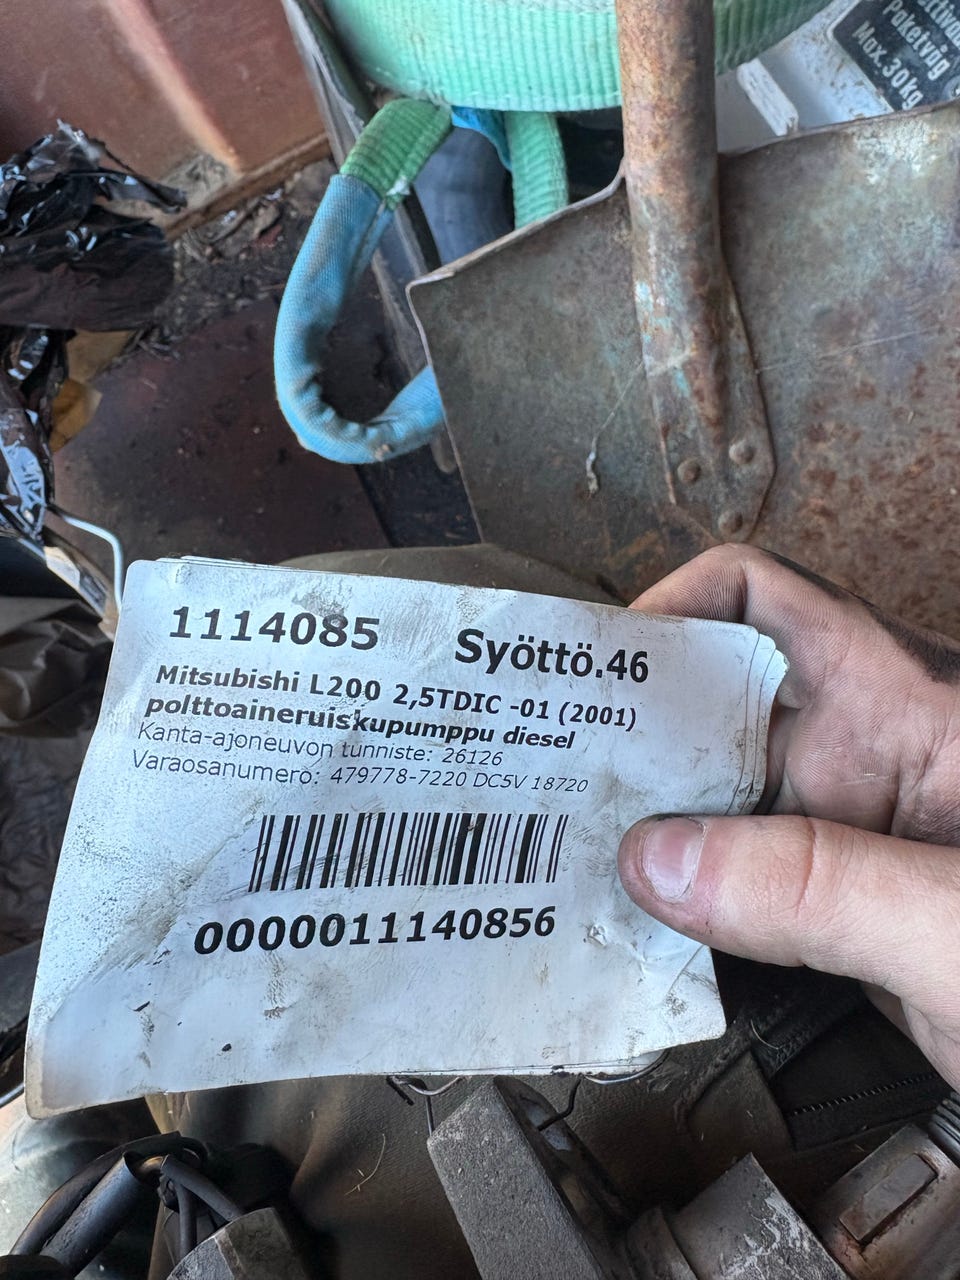 Paketvåg
Max.30Kg
1114085 Syöttö.46
Mitsubishi L200 2,5TDIC -01 (2001)
polttoaineruiskupumppu diesel
Kanta-ajoneuvon tunniste: 26126
Varaosanumero: 479778-7220 DC5V 18720
0000011140856